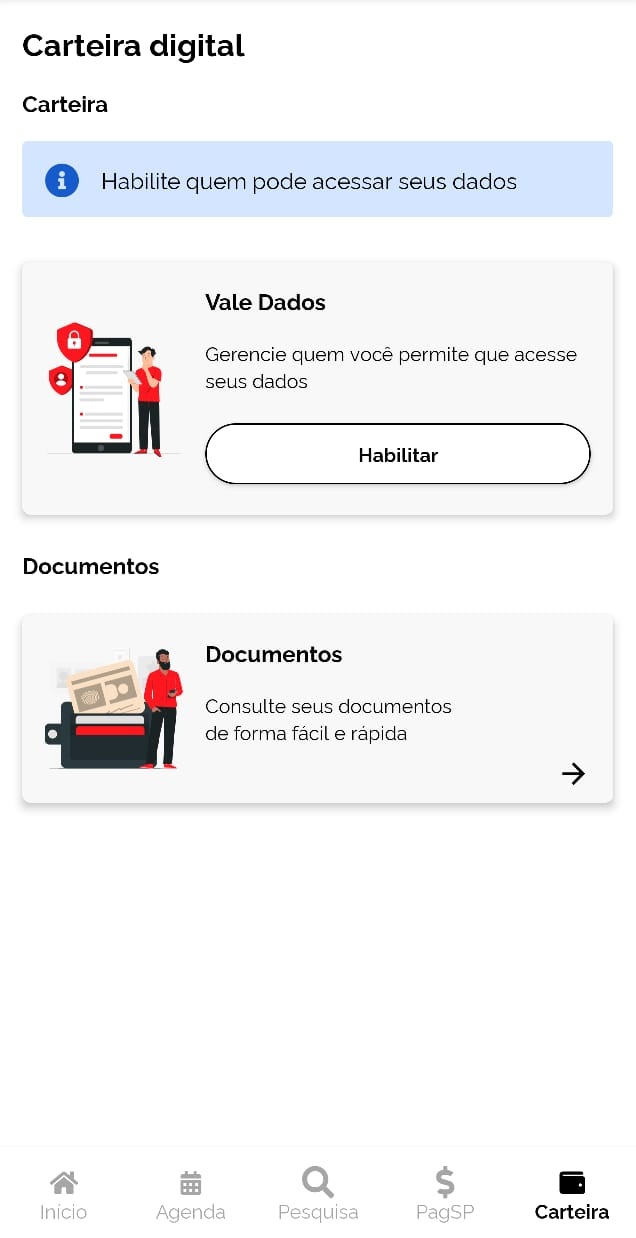 Carteira digital
Carteira
Habilite quem pode acessar seus dados
Vale Dados
Gerencie quem você permite que acesse
seus dados
Habilitar
Documentos
Documentos
Consulte seus documentos
de forma fácil e rápida
Início
Agenda
Pesquisa
PagSP
Carteira